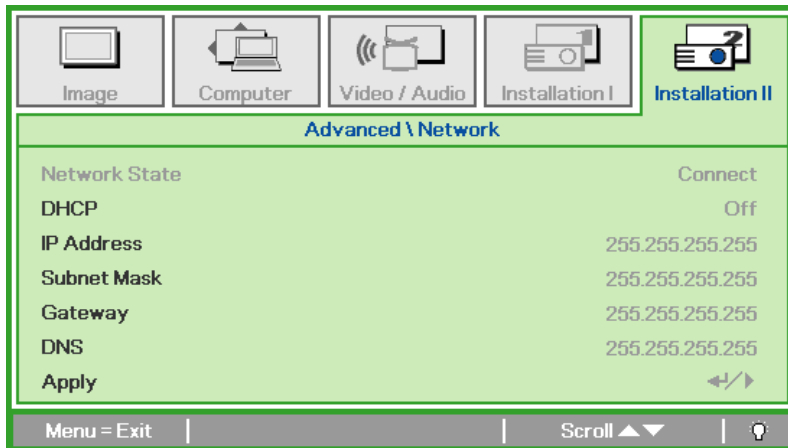 Image Computer Video / Audio Installation I Installation II
Advanced \ Network
Network State Connect
DHCP Off
IP Address 255.255.255.255
Subnet Mask 255.255.255.255
Gateway 255.255.255.255
DNS 255.255.255.255
Apply
Menu = Exit Scroll